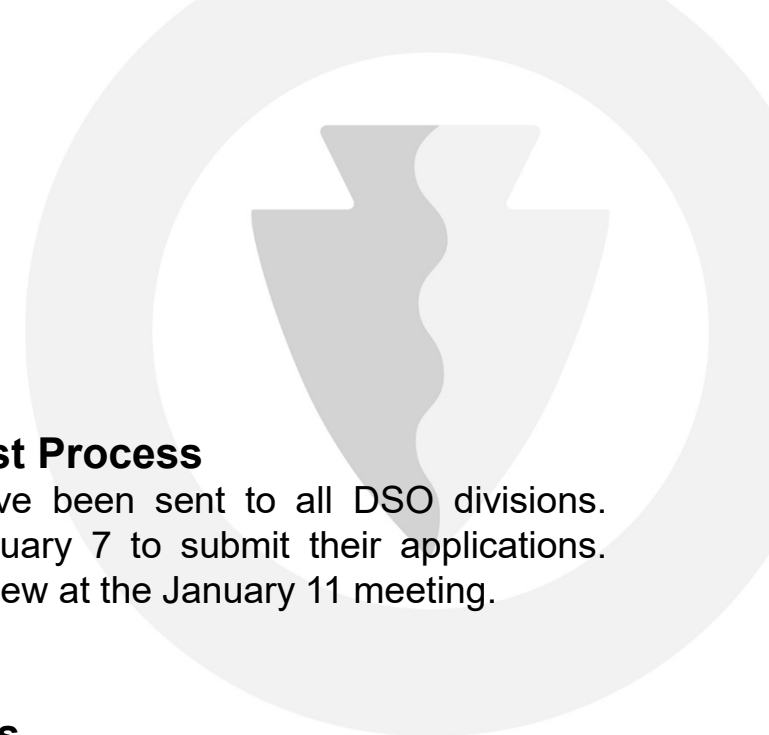 st Process
ve been sent to all DSO divisions.
uary 7 to submit their applications.
ew at the January 11 meeting.
s